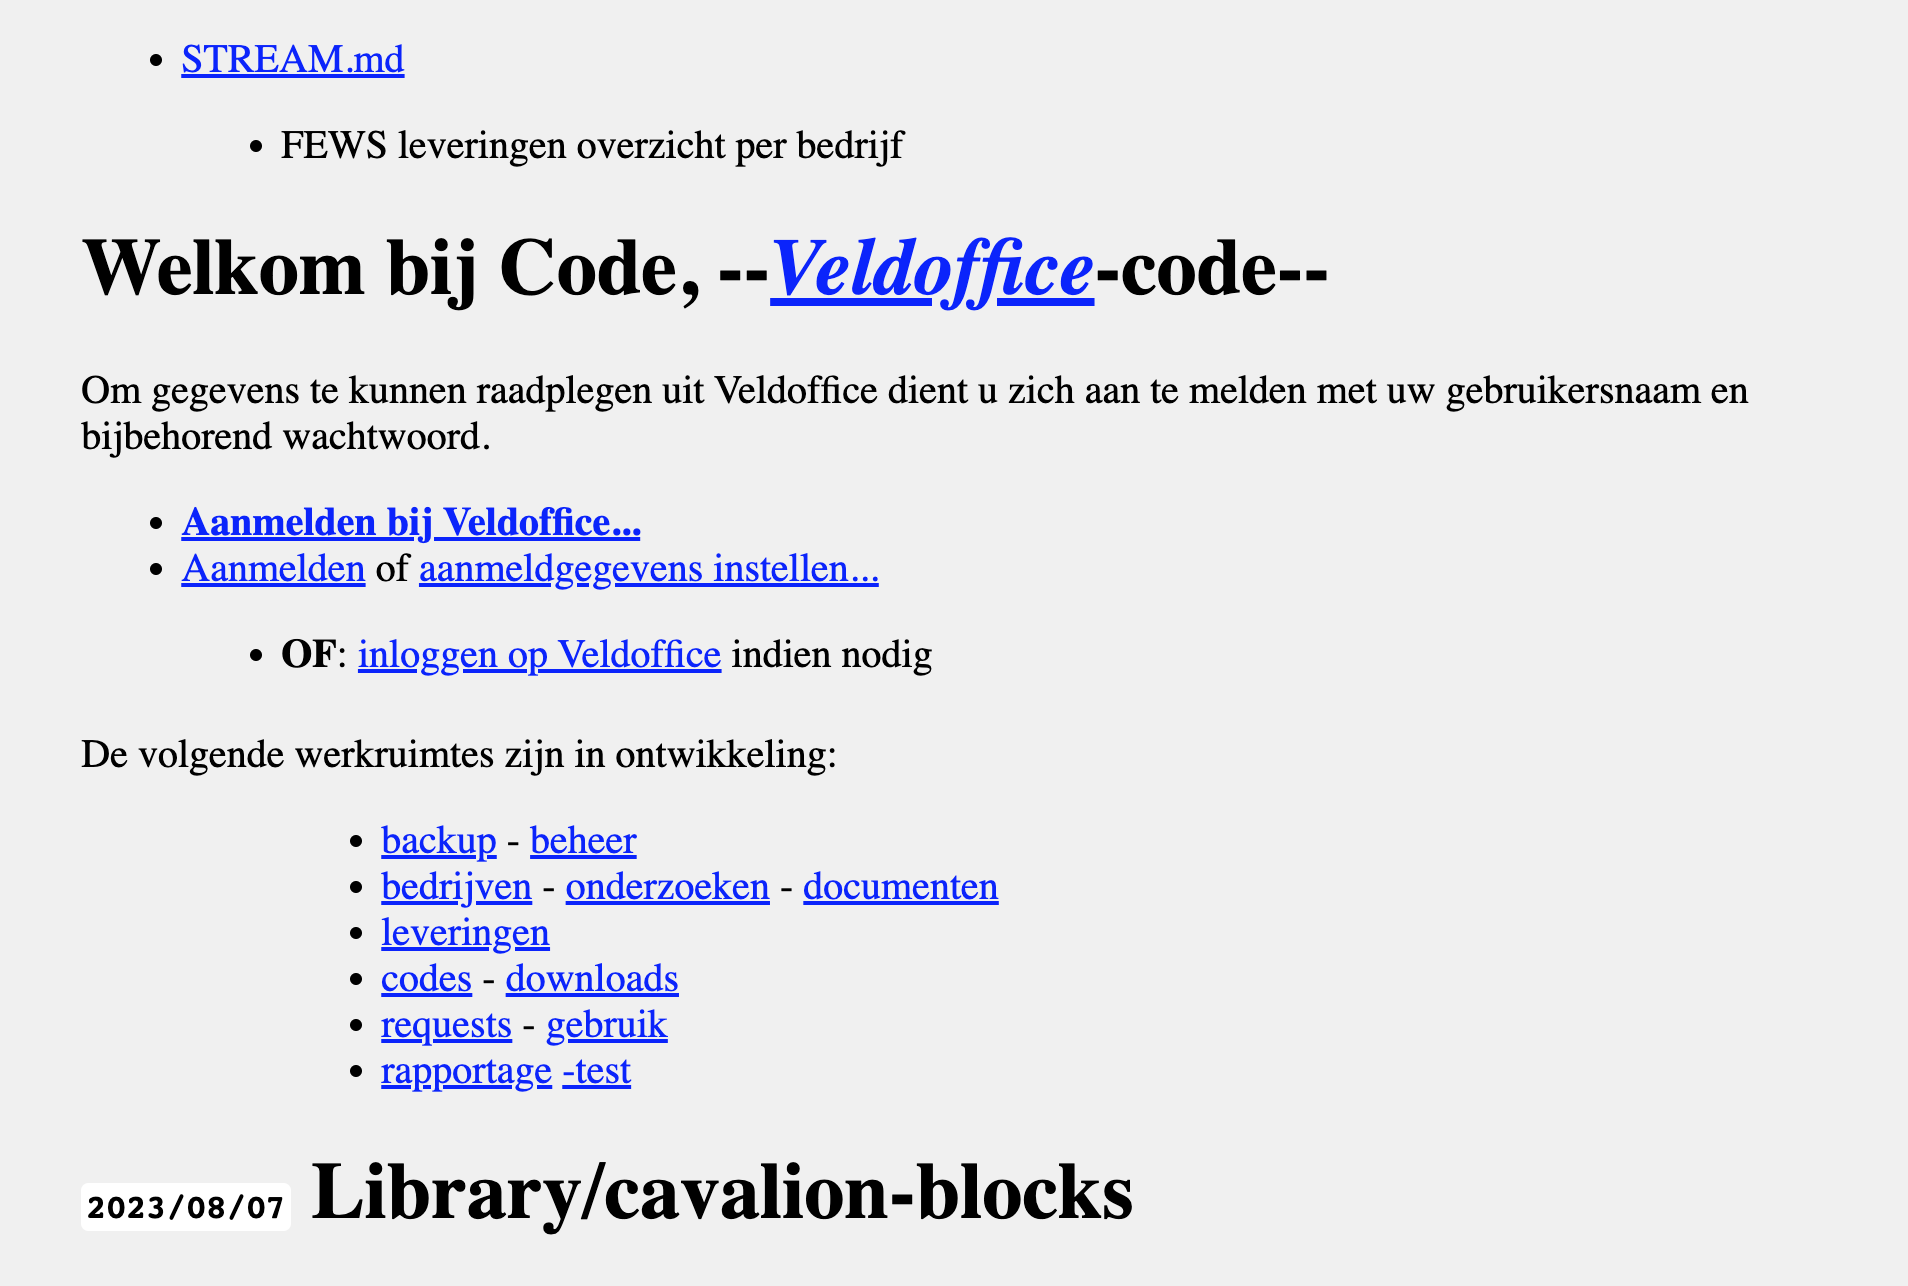 STREAM.md
FEWS leveringen overzicht per bedrijf
Welkom bij Code, --Veldoffice-code--
Om gegevens te kunnen raadplegen uit Veldoffice dient u zich aan te melden met uw gebruikersnaam en
bijbehorend wachtwoord.
Aanmelden bij Veldoffice...
Aanmelden of aanmeldgegevens instellen...
OF: inloggen op Veldoffice indien nodig
De volgende werkruimtes zijn in ontwikkeling:
backup - beheer
bedrijven - onderzoeken - documenten
leveringen
codes - downloads
requests - gebruik
rapportage -test
2023/08/07 Library/cavalion-blocks